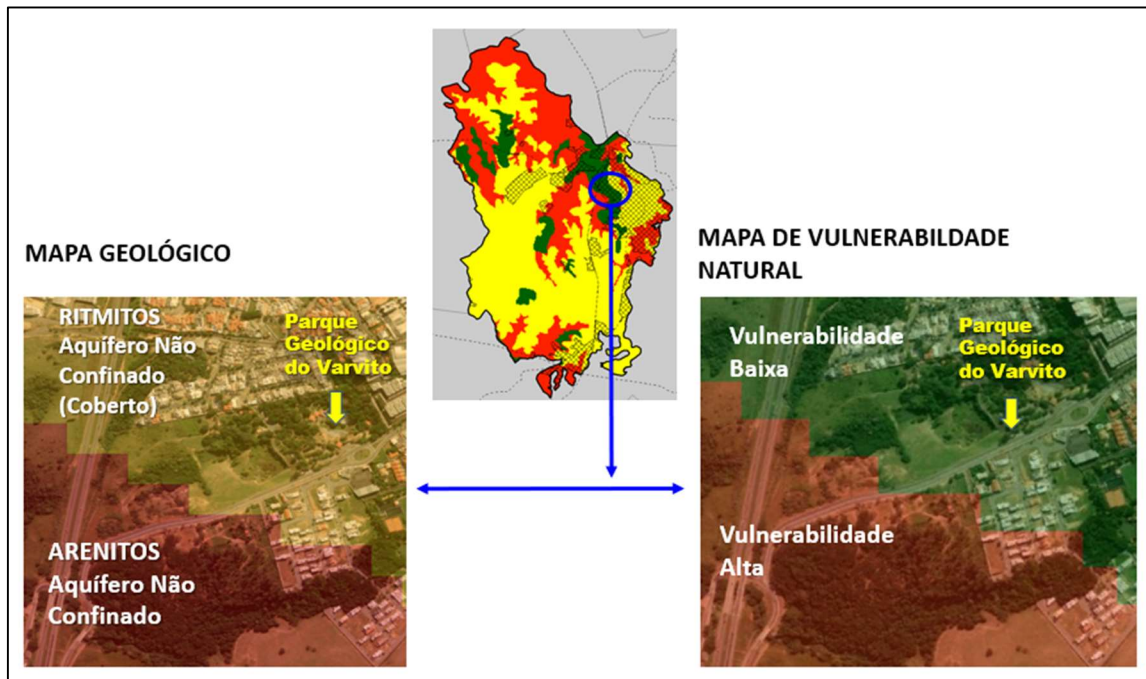 MAPA GEOLÓGICO
RITMITOS
Aquífero Não
Confinado
(Coberto)
Parque
Geológico
do Varvito
ARENITOS
Aquífero Não
Confinado
MAPA DE VULNERABILDADE
NATURAL
Vulnerabilidade
Baixa
Parque
Geológico
do Varvito
Vulnerabilidade
Alta